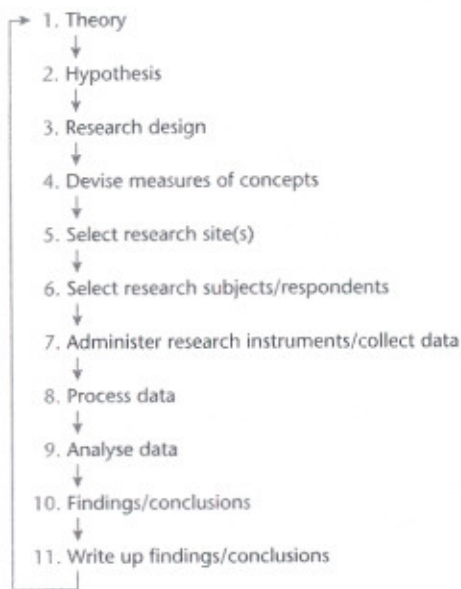 1. Theory
2. Hypothesis
3. Research design
4. Devise measures of concepts
5. Select research site(s)
6. Select research subjects/respondents
7. Administer research instruments/collect data
8. Process data
9. Analyse data
10. Findings/conclusions
11. Write up findings/conclusions